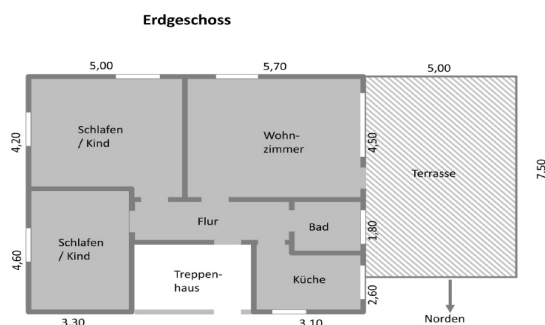 Erdgeschoss
5,00
5,70
5,00
4,20
Schlafen
/ Kind
Wohn-
zimmer
4,50
Terrasse
7,50
Schlafen
/ Kind
Flur
Bad
1,80
4,60
Treppen-
haus
Küche
2,60
3,30
3,10
Norden